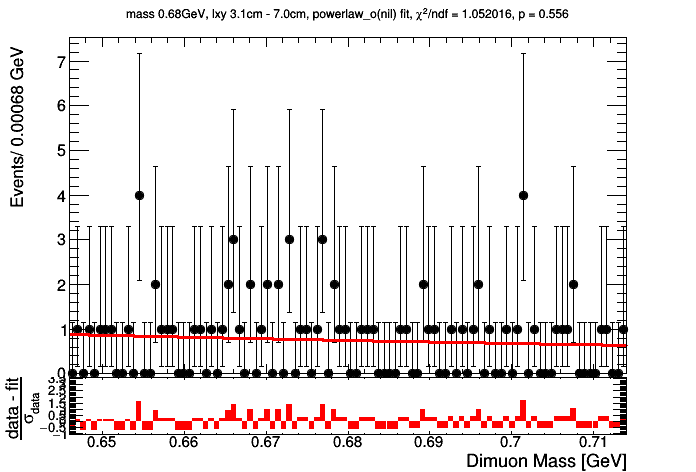 mass 0.68GeV, lxy 3.1cm - 7.0cm, powerlaw_o(nil) fit, χ²/ndf = 1.052016, p = 0.556
Events/ 0.00068 GeV
7
6
5
4
3
2
1
0
data - fit
σdata
0.65 0.66 0.67 0.68 0.69 0.7 0.71
Dimuon Mass [GeV]